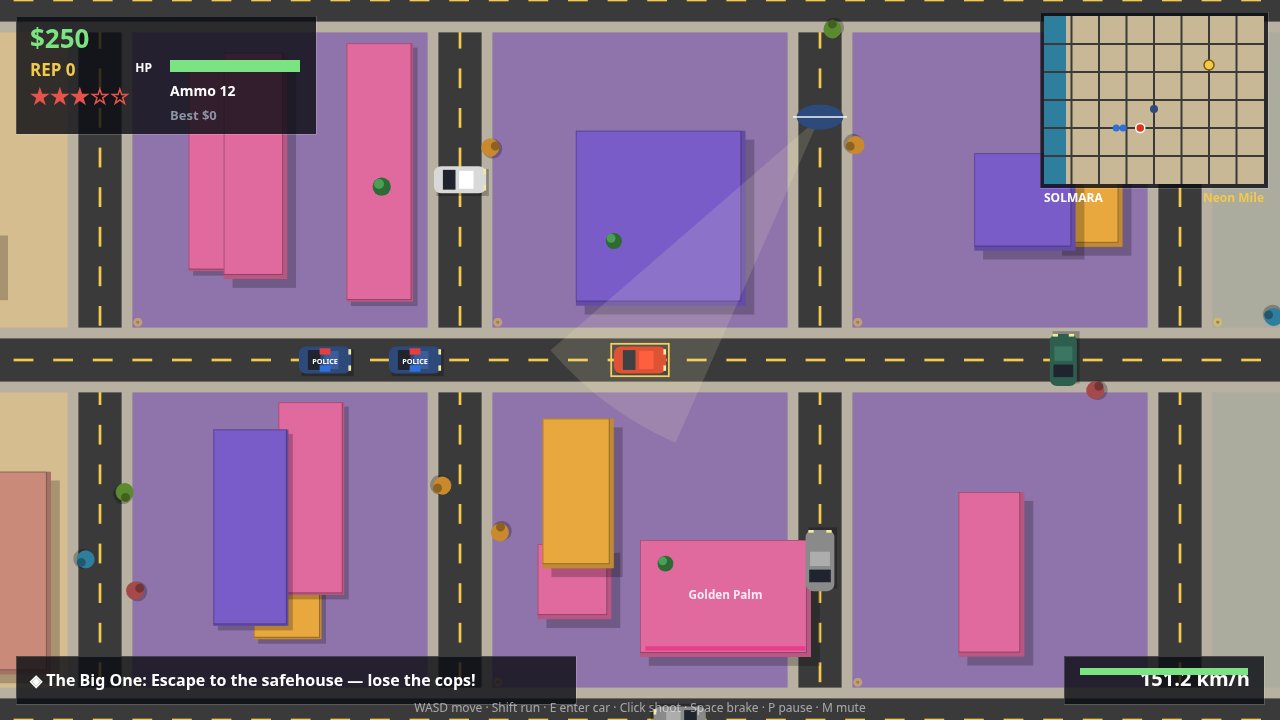 $250
REP 0
HP
★★★☆☆
Ammo 12
Best $0
SOLMARA
Neon Mile
POLICE
POLICE
Golden Palm
◈ The Big One: Escape to the safehouse — lose the cops!
151.2 km/h
WASD move · Shift run · E enter car · Click shoot · Space brake · P pause · M mute